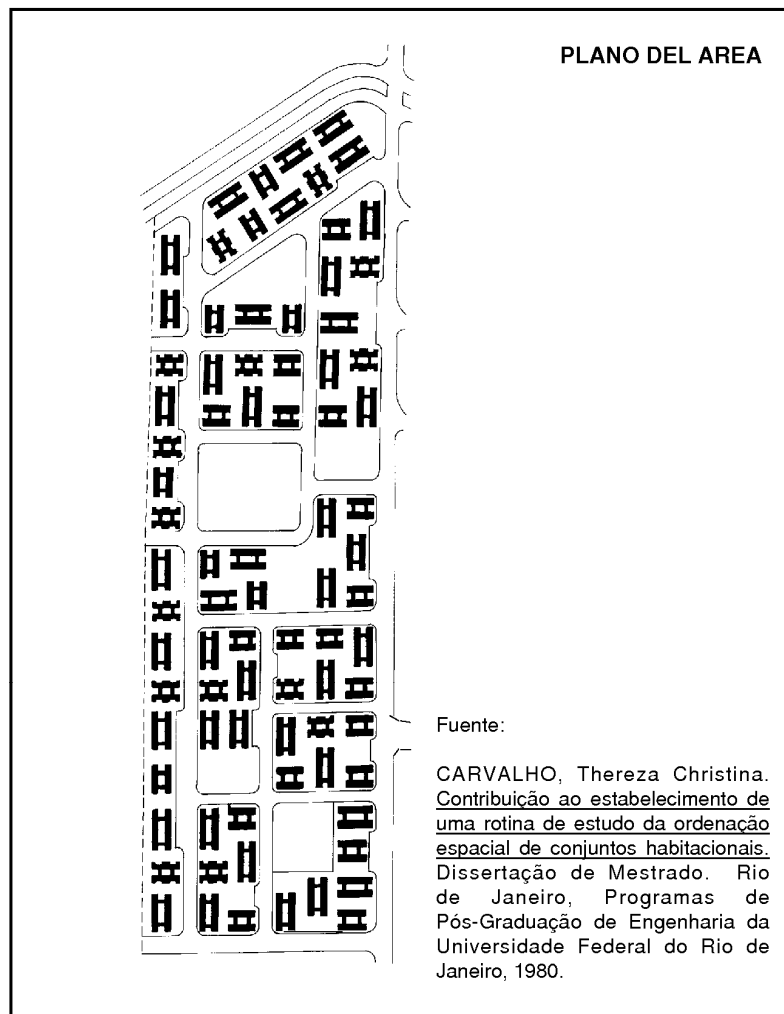 PLANO DEL AREA
Fuente:
CARVALHO, Thereza Christina.
Contribuição ao estabelecimento de
uma rotina de estudo da ordenação
espacial de conjuntos habitacionais.
Dissertação de Mestrado. Rio
de Janeiro, Programas de
Pós-Graduação de Engenharia da
Universidade Federal do Rio de
Janeiro, 1980.